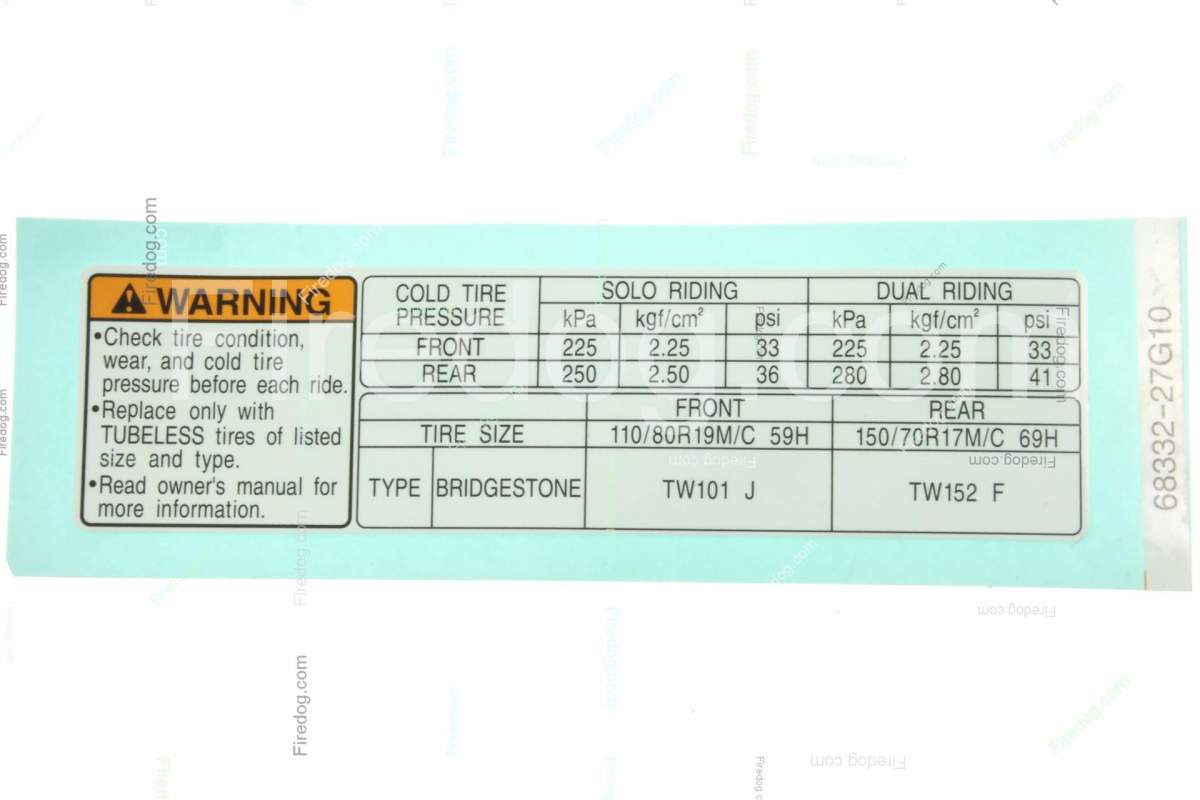 WARNING
•Check tire condition,
wear, and cold tire
pressure before each ride.
•Replace only with
TUBELESS tires of listed
size and type.
•Read owner's manual for
more information.
COLD TIRE PRESSURE SOLO RIDING DUAL RIDING
kPa kgf/cm² psi kPa kgf/cm² psi
FRONT 225 2.25 33 225 2.25 33
REAR 250 2.50 36 280 2.80 41
FRONT REAR
TIRE SIZE 110/80R19M/C 59H 150/70R17M/C 69H
TYPE BRIDGESTONE TW101 J TW152 F
68332-27G10
Firedog.com